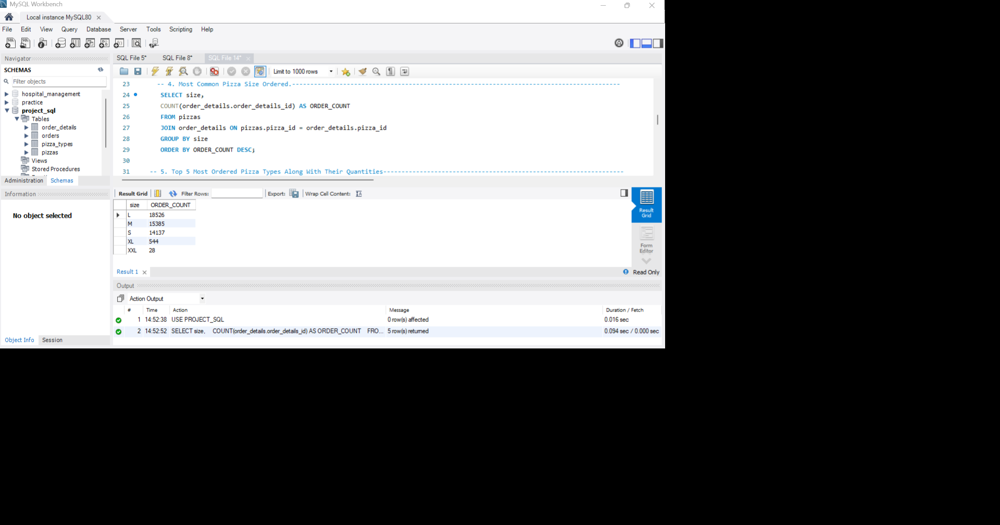 MySQL Workbench
Local instance MySQL80
File Edit View Query Database Server Tools Scripting Help
Navigator
SCHEMAS
Filter objects
hospital_management
practice
project_sql
Tables
order_details
orders
pizza_types
pizzas
Views
Stored Procedures
Administration Schemas
Information
No object selected
Object Info Session
SQL File 5* SQL File 8* SQL File 14*
Limit to 1000 rows
23 -- 4. Most Common Pizza Size Ordered.------------------------------------------------------------------------------------------
24 SELECT size,
25 COUNT(order_details.order_details_id) AS ORDER_COUNT
26 FROM pizzas
27 JOIN order_details ON pizzas.pizza_id = order_details.pizza_id
28 GROUP BY size
29 ORDER BY ORDER_COUNT DESC;
30
31 -- 5. Top 5 Most Ordered Pizza Types Along With Their Quantities------------------------------------------------------------------
Result Grid Filter Rows: Export: Wrap Cell Content:
size ORDER_COUNT
L 18526
M 15385
S 14137
XL 544
XXL 28
Result Grid
Form Editor
Result 1
Read Only
Output
Action Output
# Time Action Message Duration / Fetch
1 14:52:38 USE PROJECT_SQL 0 row(s) affected 0.016 sec
2 14:52:52 SELECT size, COUNT(order_details.order_details_id) AS ORDER_COUNT FRO... 5 row(s) returned 0.094 sec / 0.000 sec